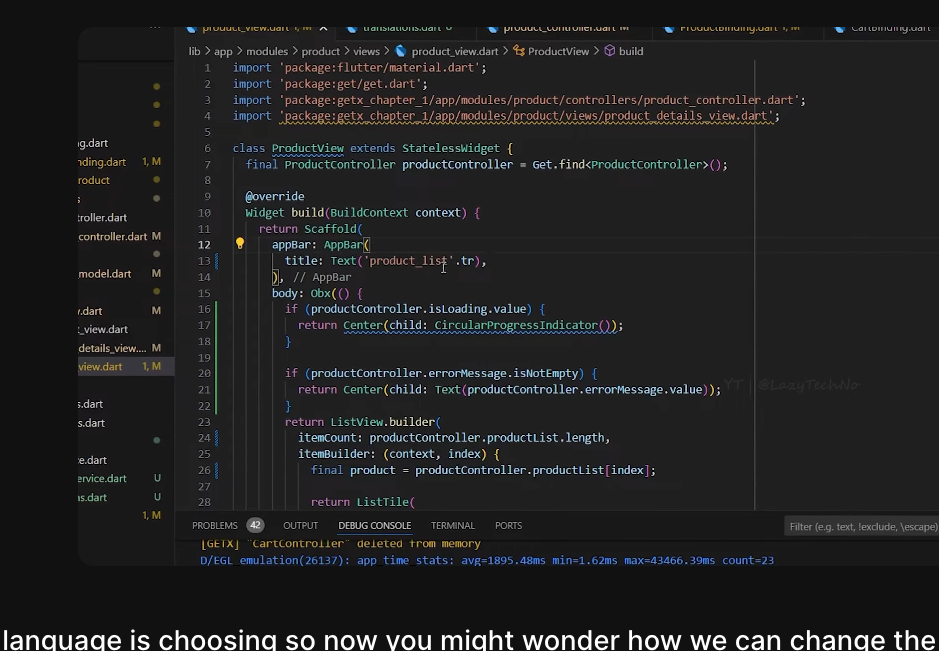 product_view.dart 1, M translations.dart U product_controller.dart M ProductBinding.dart 1, M CartBinding.dart
lib > app > modules > product > views > product_view.dart > ProductView > build
1 import 'package:flutter/material.dart';
2 import 'package:get/get.dart';
3 import 'package:getx_chapter_1/app/modules/product/controllers/product_controller.dart';
4 import 'package:getx_chapter_1/app/modules/product/views/product_details_view.dart';
5
6 class ProductView extends StatelessWidget {
7 final ProductController productController = Get.find<ProductController>();
8
9 @override
10 Widget build(BuildContext context) {
11 return Scaffold(
12 appBar: AppBar(
13 title: Text('product_list'.tr),
14 ), // AppBar
15 body: Obx(() {
16 if (productController.isLoading.value) {
17 return Center(child: CircularProgressIndicator());
18 }
19
20 if (productController.errorMessage.isNotEmpty) {
21 return Center(child: Text(productController.errorMessage.value));
22 }
23 return ListView.builder(
24 itemCount: productController.productList.length,
25 itemBuilder: (context, index) {
26 final product = productController.productList[index];
27
28 return ListTile(
ng.dart
nding.dart 1, M
roduct
s
troller.dart
controller.dart M
model.dart M
v.dart M
t_view.dart
details_view.... M
view.dart 1, M
s.dart
s.dart
ce.dart
ervice.dart U
ns.dart U
1, M
YT | @LazyTechNo
PROBLEMS 42 OUTPUT DEBUG CONSOLE TERMINAL PORTS Filter (e.g. text, !exclude, \escape)
[GETX] "CartController" deleted from memory
D/EGL_emulation(26137): app_time_stats: avg=1895.48ms min=1.62ms max=43466.39ms count=23
language is choosing so now you might wonder how we can change the